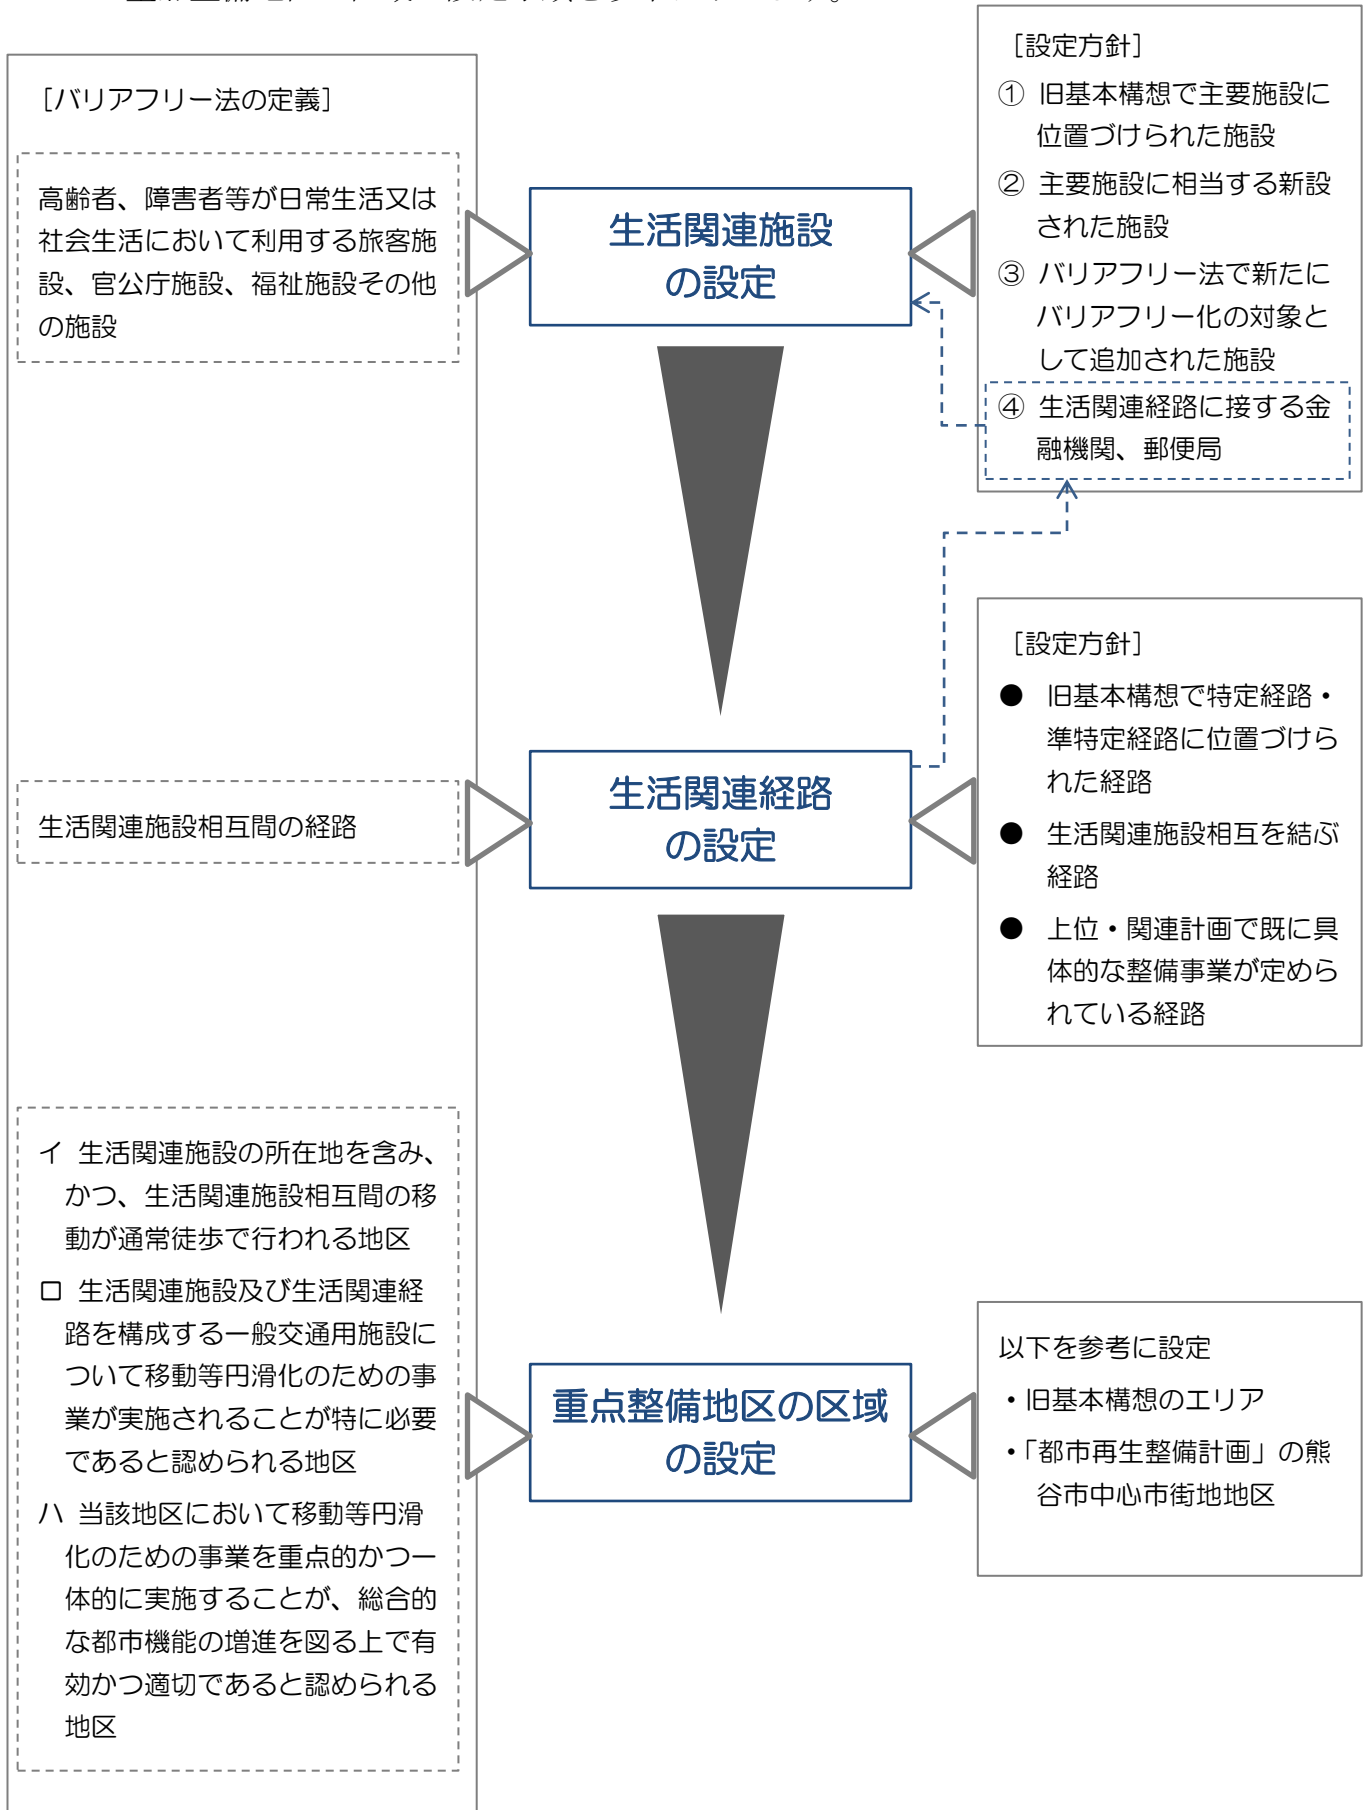 [バリアフリー法の定義]
高齢者、障害者等が日常生活又は
社会生活において利用する旅客施
設、官公庁施設、福祉施設その他
の施設
生活関連施設
の設定
[設定方針]
① 旧基本構想で主要施設に
位置づけられた施設
② 主要施設に相当する新設
された施設
③ バリアフリー法で新たに
バリアフリー化の対象と
して追加された施設
④ 生活関連経路に接する金
融機関、郵便局
生活関連施設相互間の経路
生活関連経路
の設定
[設定方針]
● 旧基本構想で特定経路・
準特定経路に位置づけら
れた経路
● 生活関連施設相互を結ぶ
経路
● 上位・関連計画で既に具
体的な整備事業が定めら
れている経路
イ 生活関連施設の所在地を含み、
かつ、生活関連施設相互間の移
動が通常徒歩で行われる地区
ロ 生活関連施設及び生活関連経
路を構成する一般交通用施設に
ついて移動等円滑化のための事
業が実施されることが特に必要
であると認められる地区
ハ 当該地区において移動等円滑
化のための事業を重点的かつ一
体的に実施することが、総合的
な都市機能の増進を図る上で有
効かつ適切であると認められる
地区
重点整備地区の区域
の設定
以下を参考に設定
・旧基本構想のエリア
・「都市再生整備計画」の熊
谷市中心市街地地区